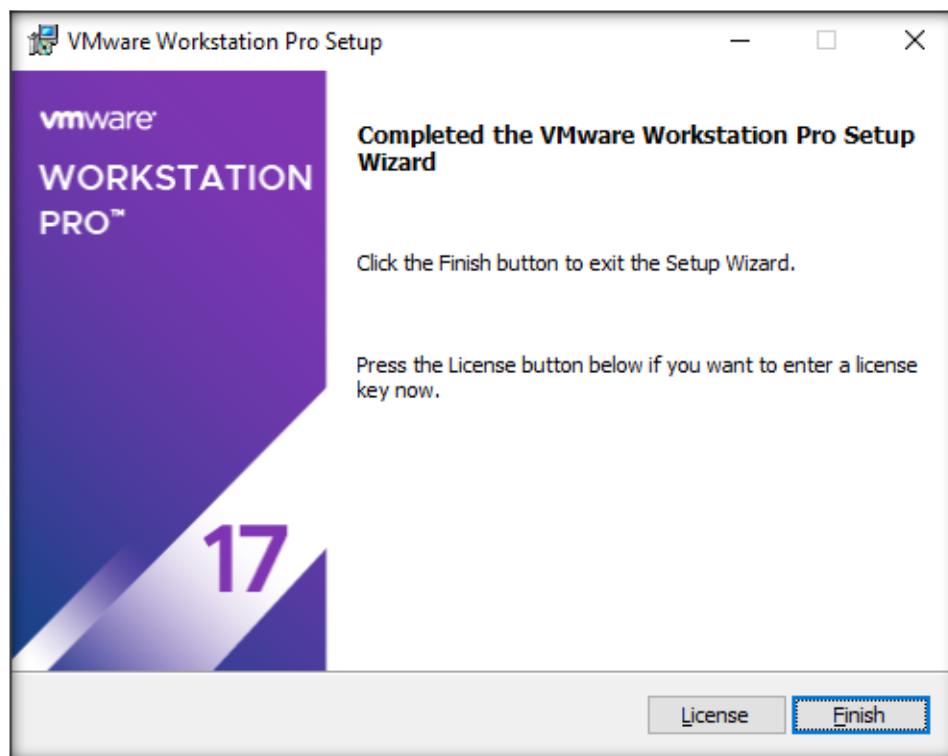 VMware Workstation Pro Setup
vmware®
WORKSTATION
PRO™
Completed the VMware Workstation Pro Setup
Wizard
Click the Finish button to exit the Setup Wizard.
Press the License button below if you want to enter a license
key now.
17
License
Finish